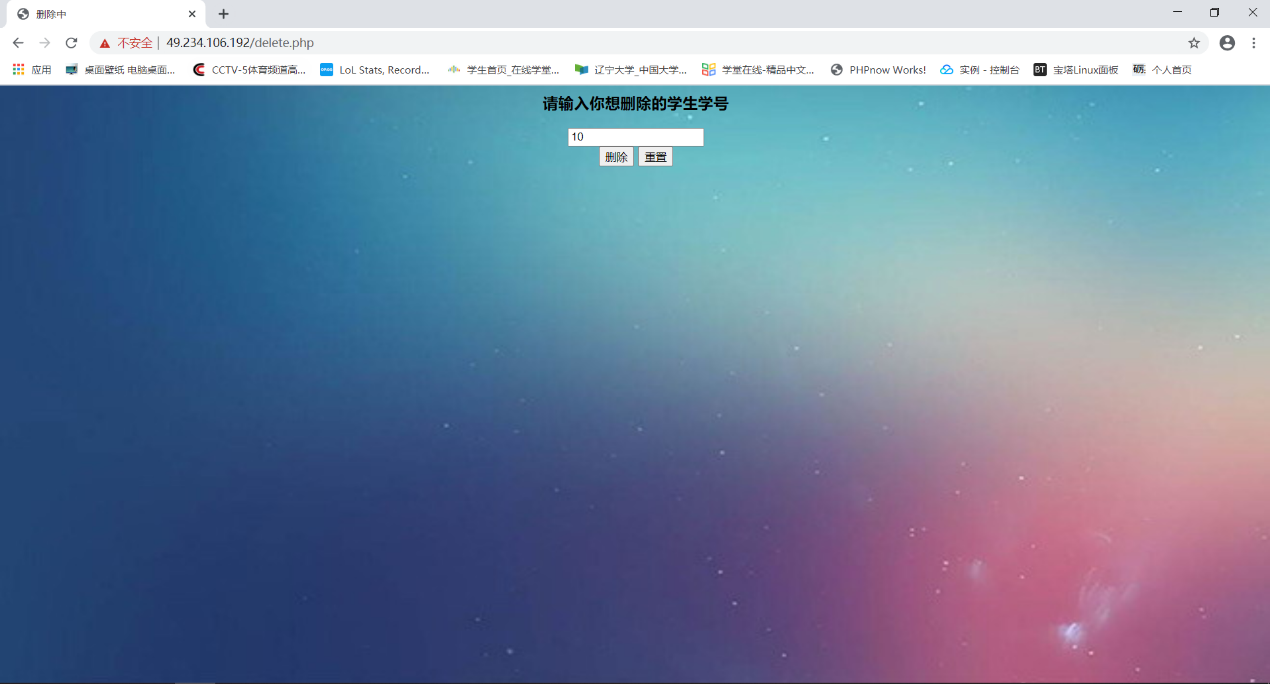 删除中
不安全 | 49.234.106.192/delete.php
应用 桌面壁纸 电脑桌面... CCTV-5体育频道高... LoL Stats, Record... 学生首页_在线学堂... 辽宁大学_中国大学... 学堂在线-精品中文... PHPnow Works! 实例 - 控制台 BT 宝塔Linux面板 个人首页
请输入你想删除的学生学号
10
删除 重置